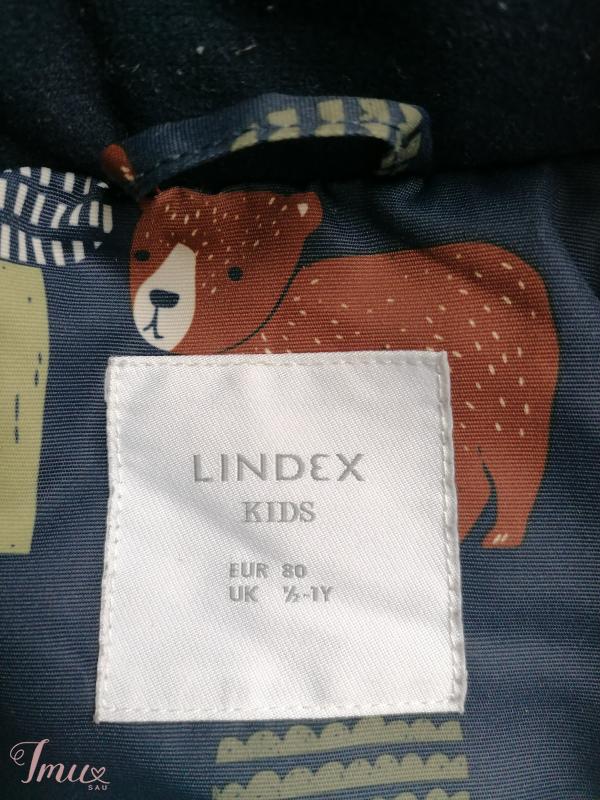 LINDEX
KIDS
EUR 80
UK ½-1Y
Imu
SAU